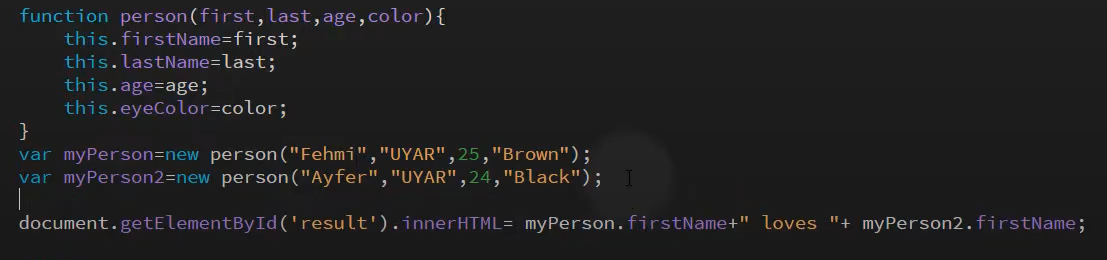 function person(first,last,age,color){
    this.firstName=first;
    this.lastName=last;
    this.age=age;
    this.eyeColor=color;
}
var myPerson=new person("Fehmi","UYAR",25,"Brown");
var myPerson2=new person("Ayfer","UYAR",24,"Black");
document.getElementById('result').innerHTML= myPerson.firstName+" loves "+ myPerson2.firstName;